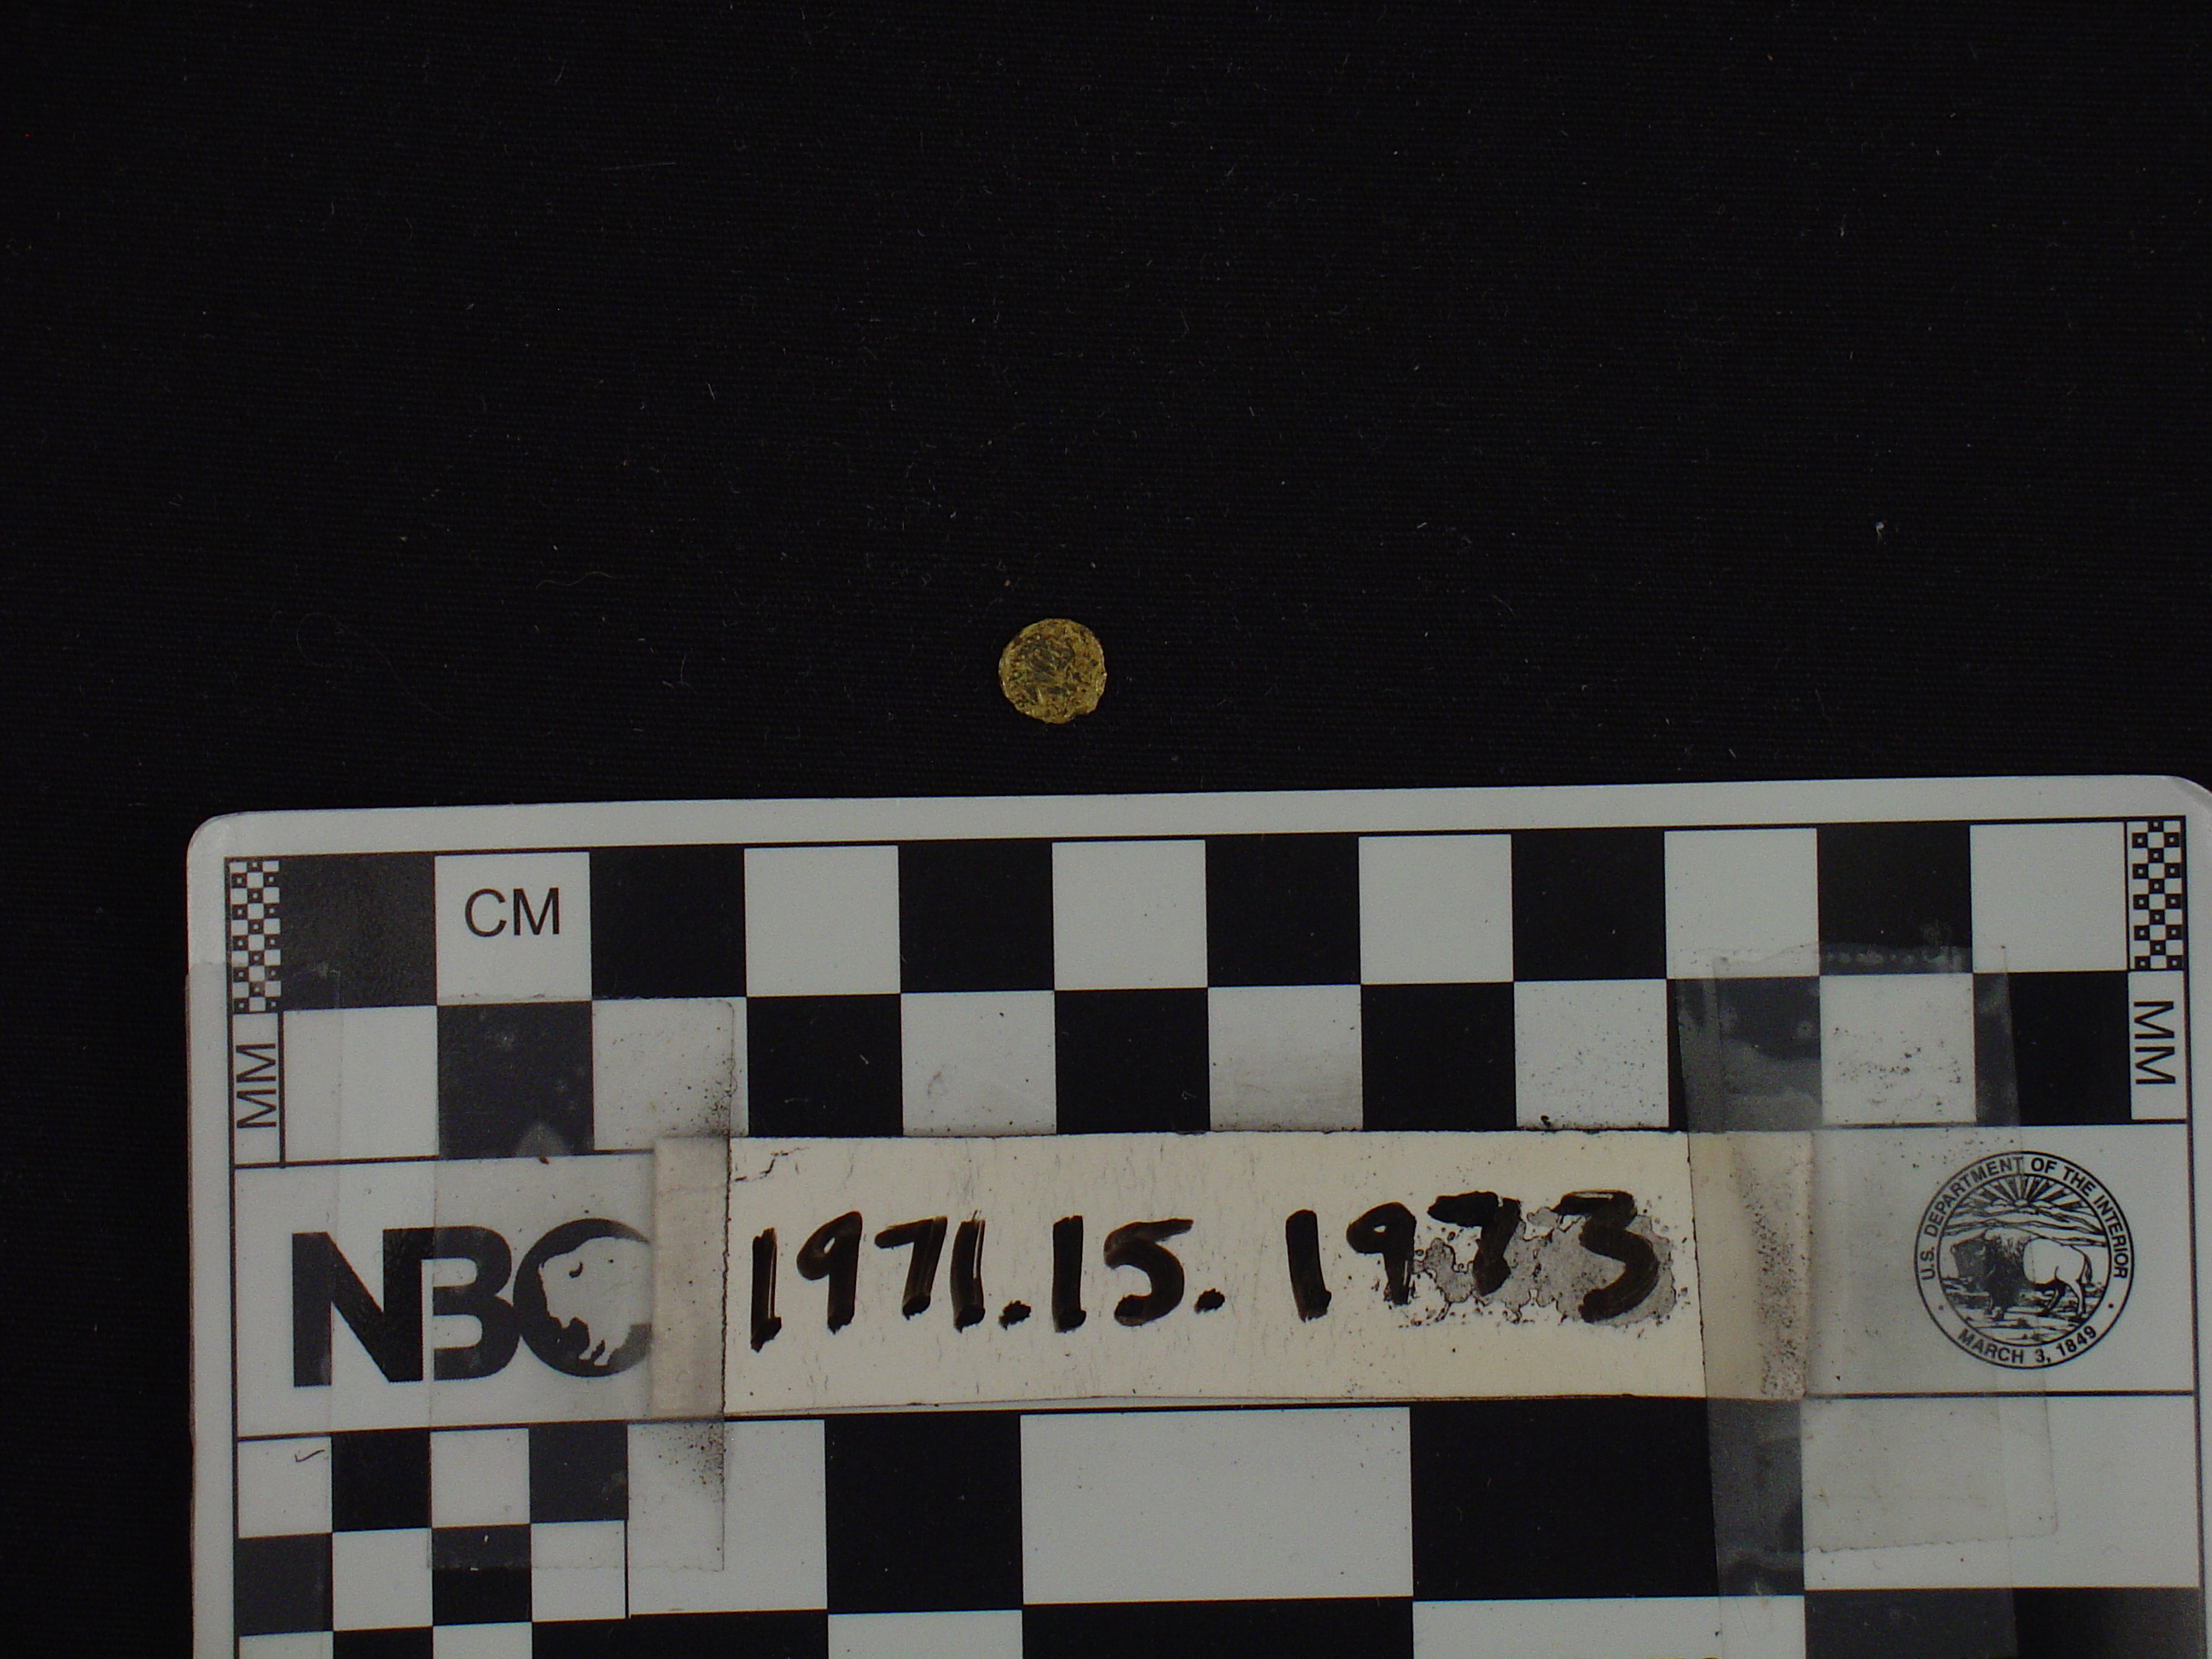 CM
MM
MM
NBC
1971.15.1973
U.S. DEPARTMENT OF THE INTERIOR
MARCH 3, 1849